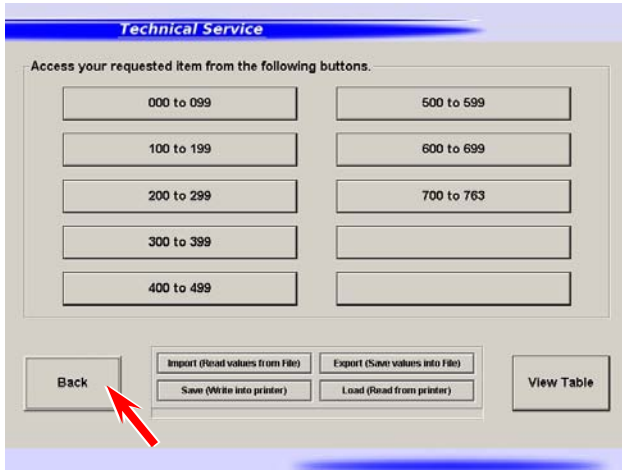 Technical Service
Access your requested item from the following buttons.
000 to 099
500 to 599
100 to 199
600 to 699
200 to 299
700 to 763
300 to 399
400 to 499
Import (Read values from File)
Export (Save values into File)
Back
Save (Write into printer)
Load (Read from printer)
View Table